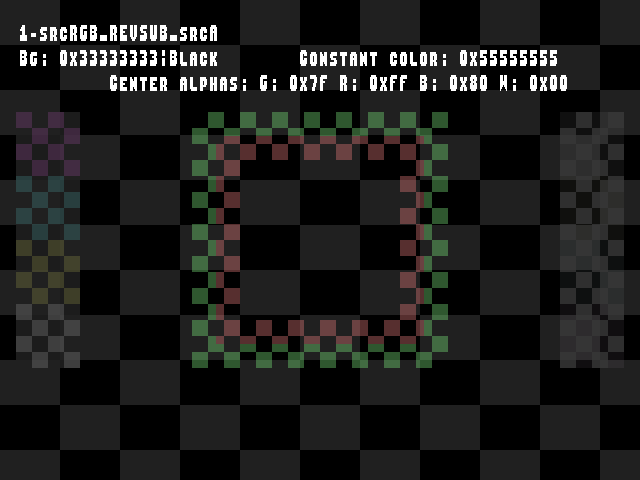 1-srcRGB_REVSUB_srcA
Bg: 0x33333333;Black Constant color: 0x55555555
Center alphas: G: 0x7f R: 0xff B: 0x80 W: 0x00